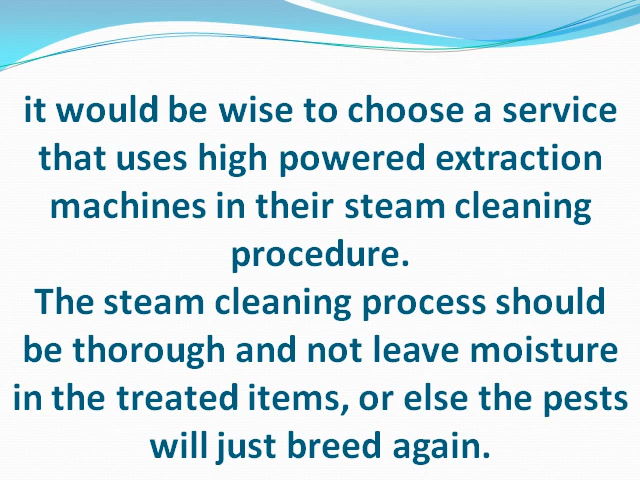 it would be wise to choose a service
that uses high powered extraction
machines in their steam cleaning
procedure.
The steam cleaning process should
be thorough and not leave moisture
in the treated items, or else the pests
will just breed again.